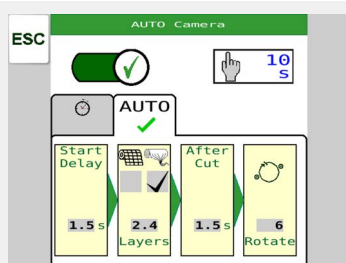 AUTO Camera
ESC
10
s
AUTO
Start
Delay
After
Cut
1.5 s
2.4
1.5 s
6
Layers
Rotate